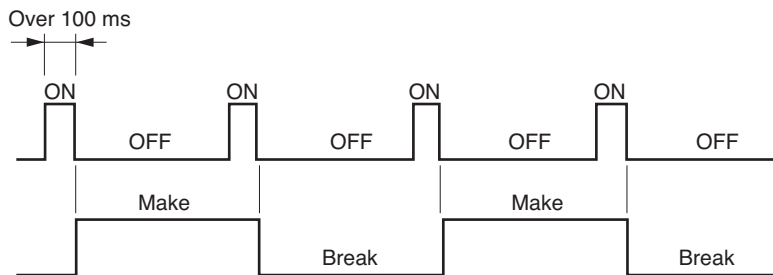 Over 100 ms
ON ON ON ON
OFF OFF OFF OFF
Make Make
Break Break